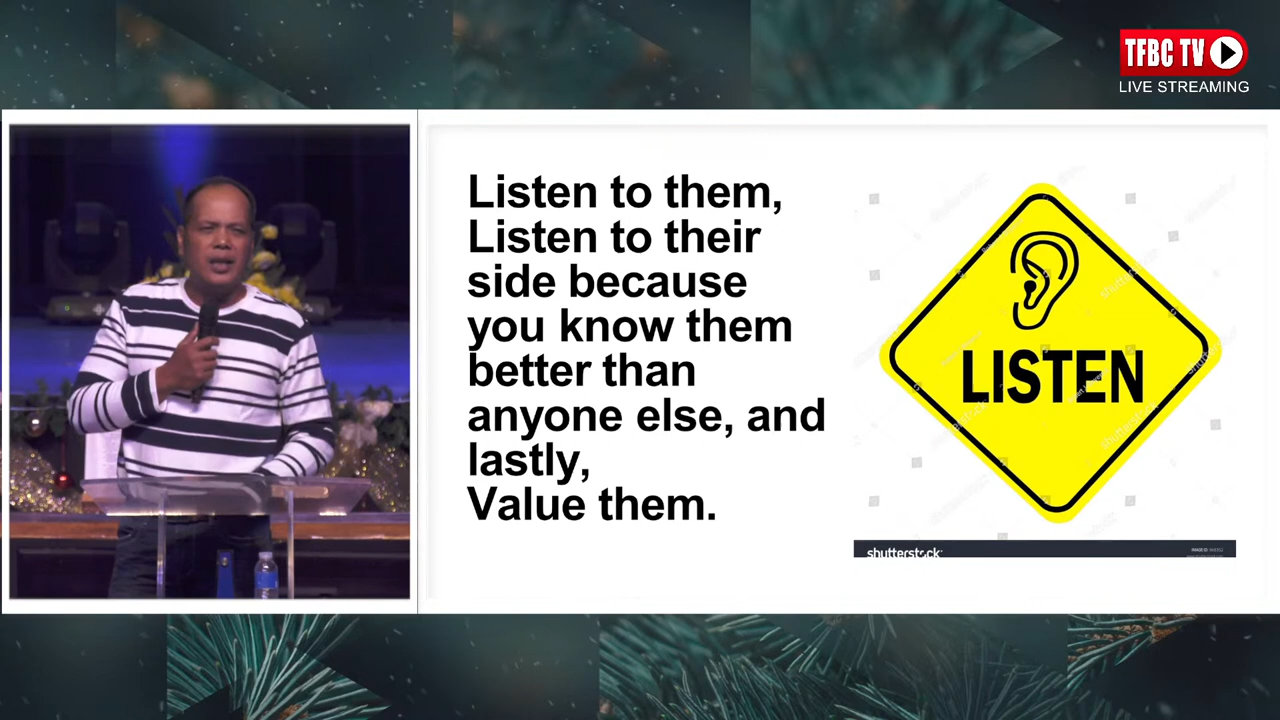 TFBC TV
LIVE STREAMING
Listen to them,
Listen to their
side because
you know them
better than
anyone else, and
lastly,
Value them.
LISTEN
shutterstock